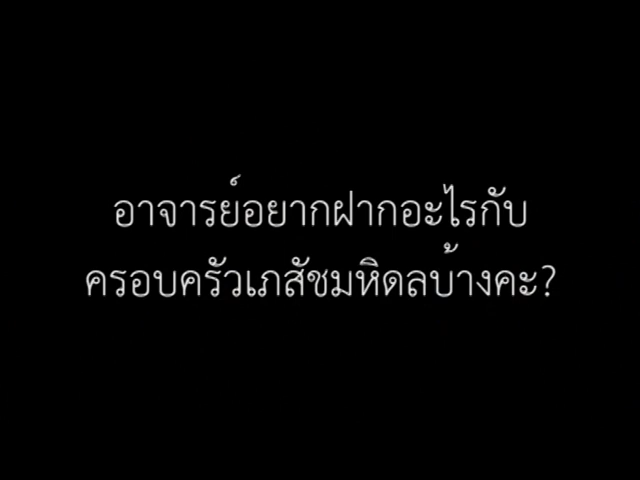 อาจารย์อยากฝากอะไรกับ
ครอบครัวเภสัชมหิดลบ้างคะ?